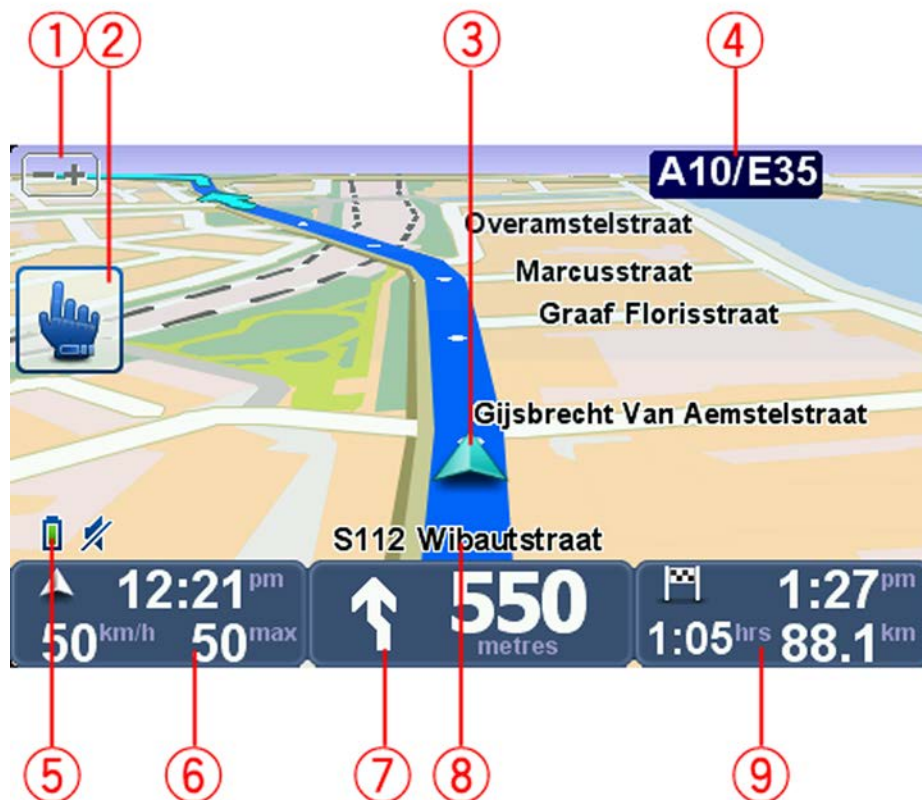 1 2 3 4
− +
A10/E35
Overamstelstraat
Marcusstraat
Graaf Florisstraat
Gijsbrecht Van Aemstelstraat
S112 Wibautstraat
12:21 pm
50 km/h 50 max
550
metres
1:27 pm
1:05 hrs 88.1 km
5 6 7 8 9